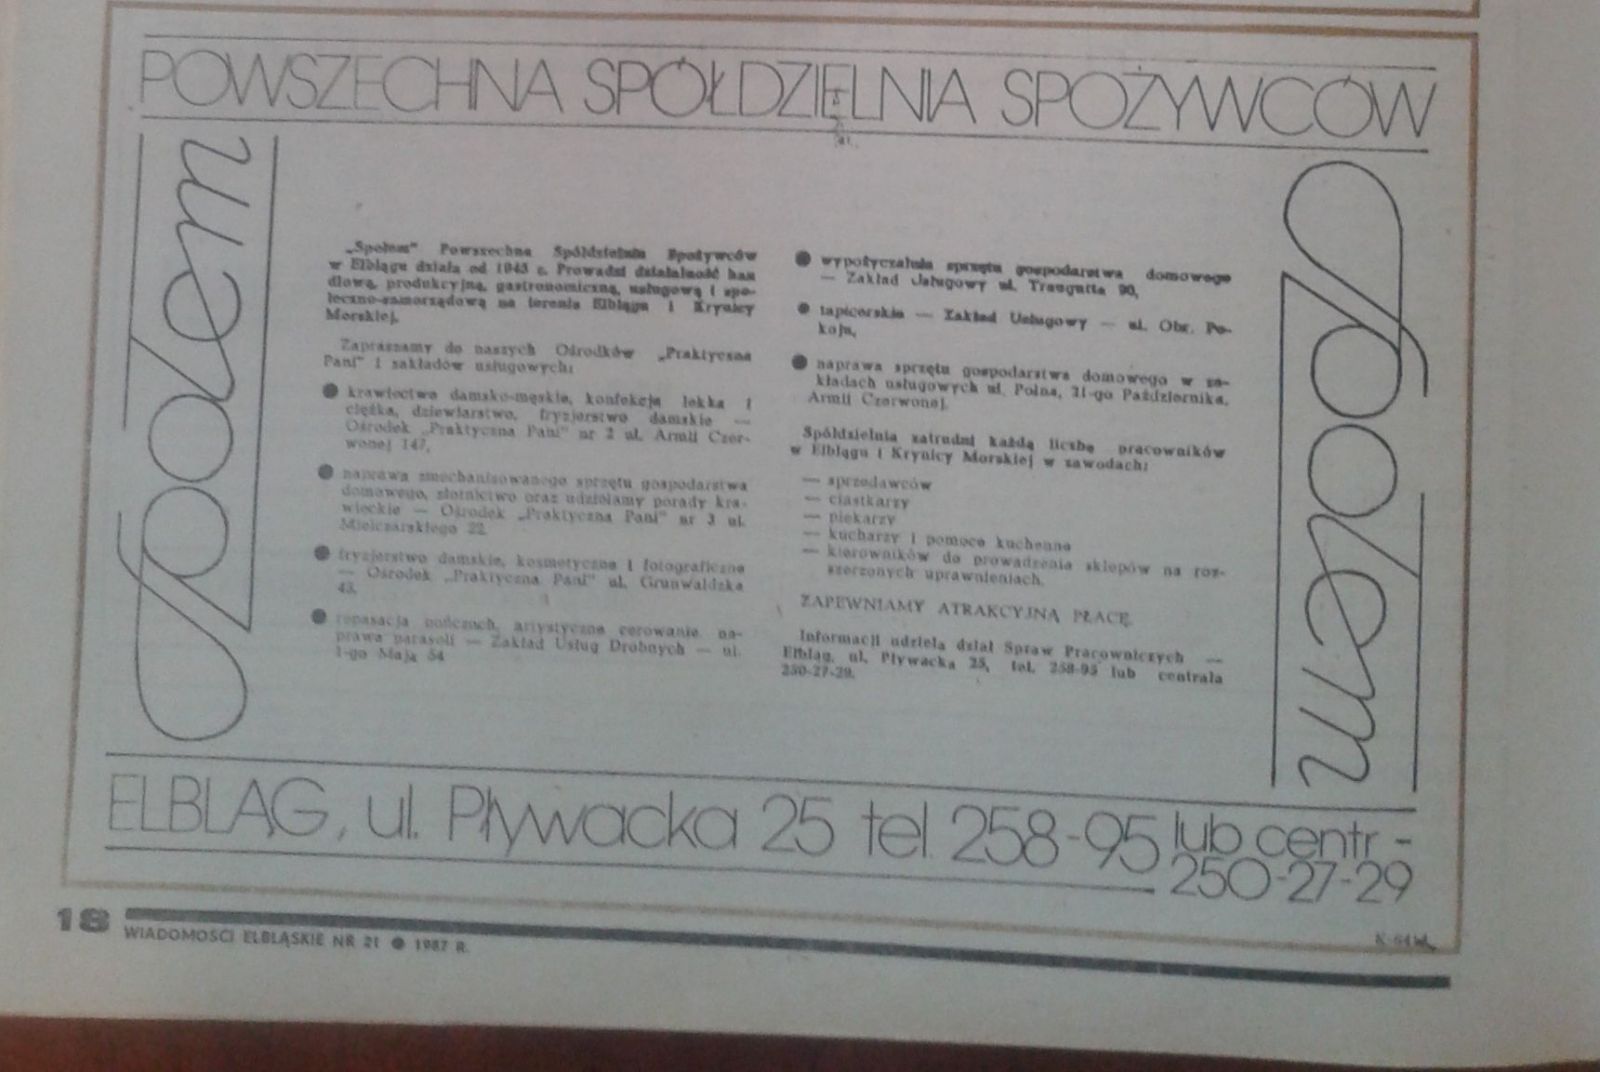 POWSZECHNA SPÓŁDZIELNIA SPOŻYWCÓW
Społem
„Społem" Powszechna Spółdzielnia Spożywców
w Elblągu działa od 1945 r. Prowadzi działalność han
dlową, produkcyjną, gastronomiczną, usługową i spo-
łeczno-samorządową na terenie Elbląga i Krynicy
Morskiej.
Zapraszamy do naszych Ośrodków „Praktyczna
Pani" i zakładów usługowych:
● krawiectwo damsko-męskie, konfekcja lekka i
ciężka, dziewiarstwo, fryzjerstwo damskie —
Ośrodek „Praktyczna Pani" nr 2 ul. Armii Czer-
wonej 147,
● naprawa zmechanizowanego sprzętu gospodarstwa
domowego, złotnictwo oraz udzielamy porady kra-
wieckie — Ośrodek „Praktyczna Pani" nr 3 ul.
Mielczarskiego 22
● fryzjerstwo damskie, kosmetyczne i fotograficzne
— Ośrodek „Praktyczna Pani" ul. Grunwaldzka
45,
● repasacja pończoch, artystyczne cerowanie, na-
prawa parasoli — Zakład Usług Drobnych — ul.
1-go Maja 54
● wypożyczalnia sprzętu gospodarstwa domowego
— Zakład Usługowy ul. Traugutta 90,
● tapicerskie — Zakład Usługowy — ul. Obr. Po-
koju,
● naprawa sprzętu gospodarstwa domowego w za-
kładach usługowych ul. Polna, 21-go Października,
Armii Czerwonej.
Spółdzielnia zatrudni każdą liczbę pracowników
w Elblągu i Krynicy Morskiej w zawodach:
— sprzedawców
— ciastkarzy
— piekarzy
— kucharzy i pomoce kuchenne
— kierowników do prowadzenia sklepów na roz-
szerzonych uprawnieniach.
ZAPEWNIAMY ATRAKCYJNĄ PŁACĘ.
Informacji udziela dział Spraw Pracowniczych —
Elbląg, ul. Pływacka 25, tel. 258-95 lub centrala
250-27-29.
Społem
ELBLĄG, ul. Pływacka 25 tel. 258-95 lub centr-
250-27-29
18
WIADOMOŚCI ELBLĄSKIE NR 21 ● 1987 R.